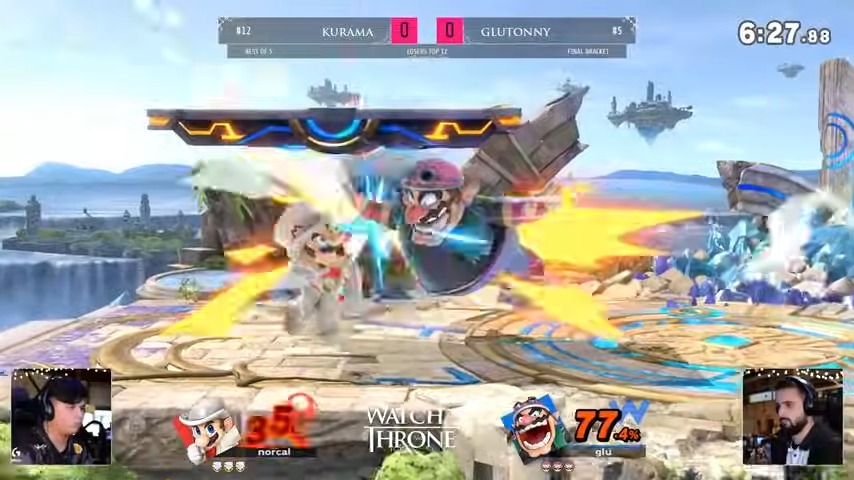 #12 KURAMA 0 0 GLUTONNY #5
BEST OF 5 LOSERS TOP 12 FINAL BRACKET
6:27.88
WATCH
THRONE
77.4%
norcal
glu